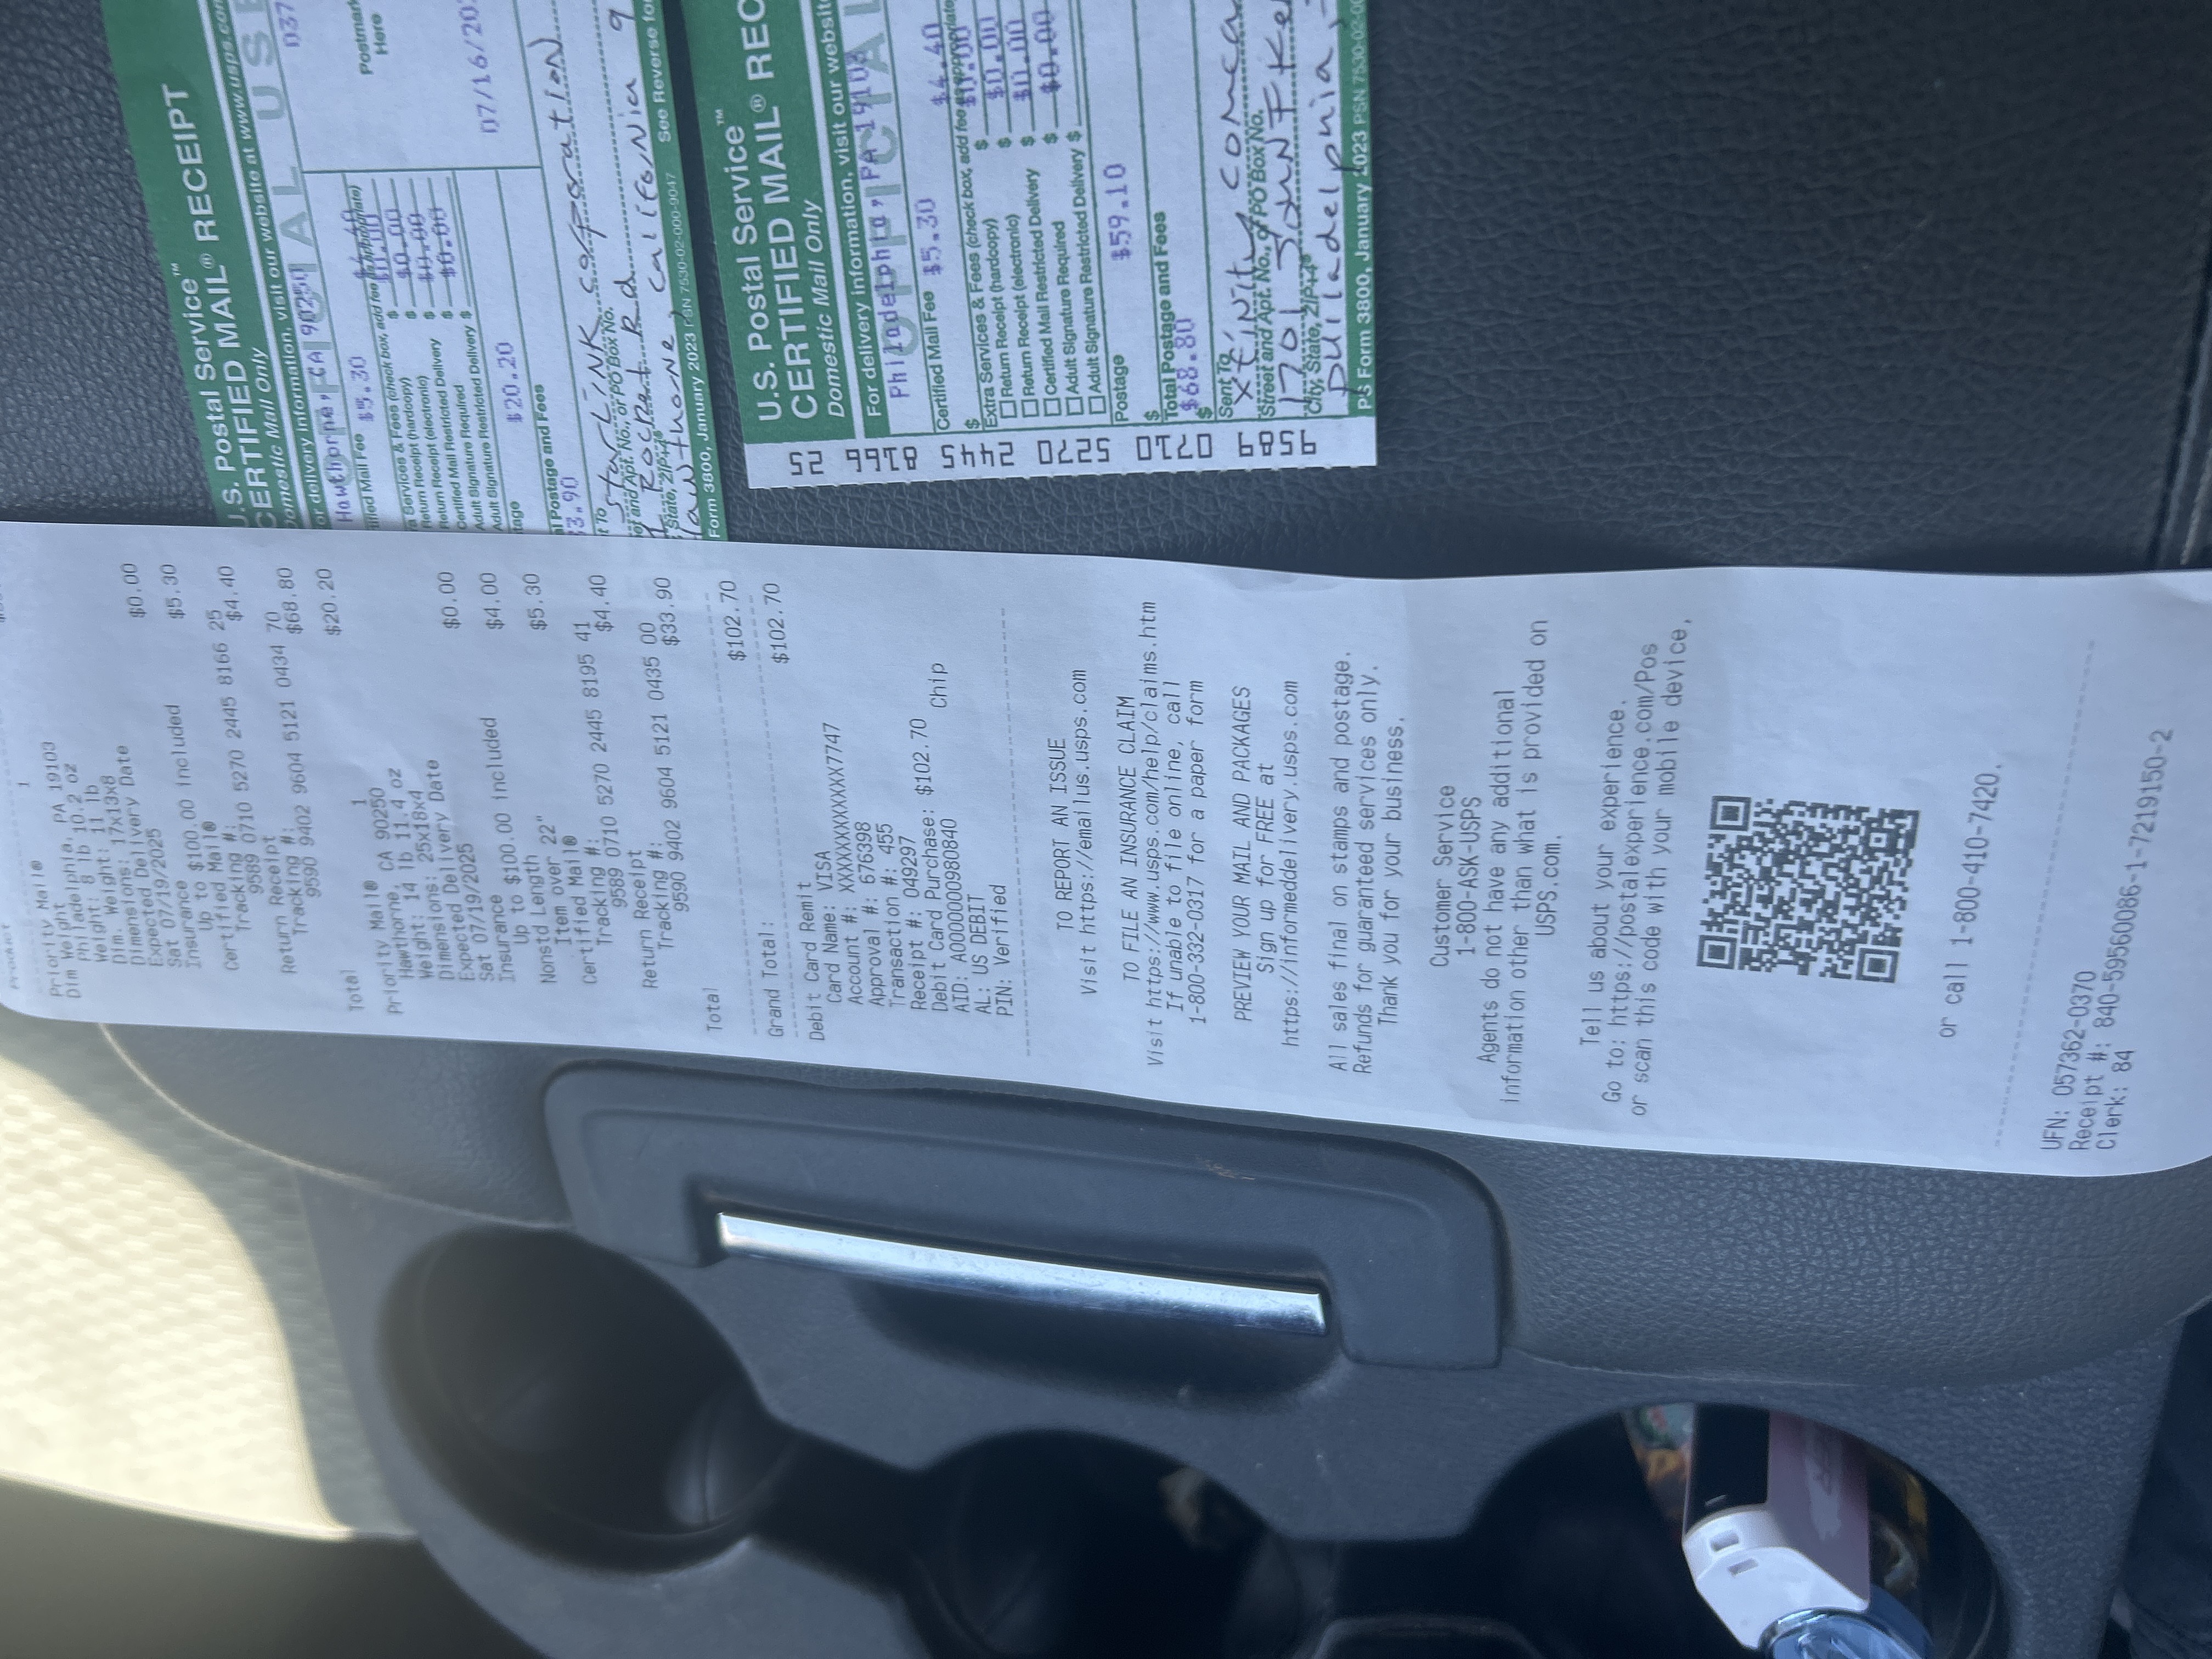 Product
Priority Mail® 1
Dim Weight
Philadelphia, PA 19103
Weight: 8 lb 10.2 oz
Dim. Weight: 11 lb
Dimensions: 17x13x8
Expected Delivery Date
Sat 07/19/2025
Insurance $0.00
Up to $100.00 included
Certified Mail® $5.30
Tracking #:
9589 0710 5270 2445 8166 25
Return Receipt $4.40
Tracking #:
9590 9402 9604 5121 0434 70
Total $68.80
Priority Mail® 1 $20.20
Hawthorne, CA 90250
Weight: 14 lb 11.4 oz
Dimensions: 25x18x4
Expected Delivery Date
Sat 07/19/2025
Insurance $0.00
Up to $100.00 included
Nonstd Length $4.00
Item over 22"
Certified Mail® $5.30
Tracking #:
9589 0710 5270 2445 8195 41
Return Receipt $4.40
Tracking #:
9590 9402 9604 5121 0435 00
Total $33.90
Grand Total: $102.70
Debit Card Remit $102.70
Card Name: VISA
Account #: XXXXXXXXXXXX7747
Approval #: 676398
Transaction #: 455
Receipt #: 049297
Debit Card Purchase: $102.70
AID: A0000000980840 Chip
AL: US DEBIT
PIN: Verified
TO REPORT AN ISSUE
Visit https://emailus.usps.com
TO FILE AN INSURANCE CLAIM
Visit https://www.usps.com/help/claims.htm
If unable to file online, call
1-800-332-0317 for a paper form
PREVIEW YOUR MAIL AND PACKAGES
Sign up for FREE at
https://informeddelivery.usps.com
All sales final on stamps and postage.
Refunds for guaranteed services only.
Thank you for your business.
Customer Service
1-800-ASK-USPS
Agents do not have any additional
information other than what is provided on
USPS.com.
Tell us about your experience.
Go to: https://postalexperience.com/Pos
or scan this code with your mobile device,
or call 1-800-410-7420.
UFN: 057362-0370
Receipt #: 840-59560086-1-7219150-2
Clerk: 84
U.S. Postal Service™
CERTIFIED MAIL® RECEIPT
Domestic Mail Only
or delivery information, visit our website at www.usps.com
OFFICIAL USE
Hawthorne, CA 90250
037
tified Mail Fee $5.30
$4.40
ra Services & Fees (check box, add fee as appropriate)
Return Receipt (hardcopy) $ $0.00
Return Receipt (electronic) $ $0.00
Certified Mail Restricted Delivery $ $0.00
Adult Signature Required $ $0.00
Adult Signature Restricted Delivery $
Postmark
Here
tage $20.20
07/16/202
al Postage and Fees
$3.90
t To
StarLiNK corporatioN
et and Apt. No., or PO Box No.
1 Rocket Rd
State, ZIP+4®
Hawthorne, CalifoRNia 9
Form 3800, January 2023 PSN 7530-02-000-9047 See Reverse fo
9589 0710 5270 2445 8166 25
U.S. Postal Service™
CERTIFIED MAIL® REC
Domestic Mail Only
For delivery information, visit our websit
OFFICIAL
Philadelphia, PA 19103
Certified Mail Fee $5.30
$ $4.40
Extra Services & Fees (check box, add fee as appropriate
Return Receipt (hardcopy) $ $0.00
Return Receipt (electronic) $ $0.00
Certified Mail Restricted Delivery $ $0.00
Adult Signature Required $ $0.00
Adult Signature Restricted Delivery $
Postage $59.10
$
Total Postage and Fees
$68.80
$
Sent To
xfiNity comca
Street and Apt. No., or PO Box No.
1701 JohN F Ke
City, State, ZIP+4®
philadelphia,
PS Form 3800, January 2023 PSN 7530-02-00